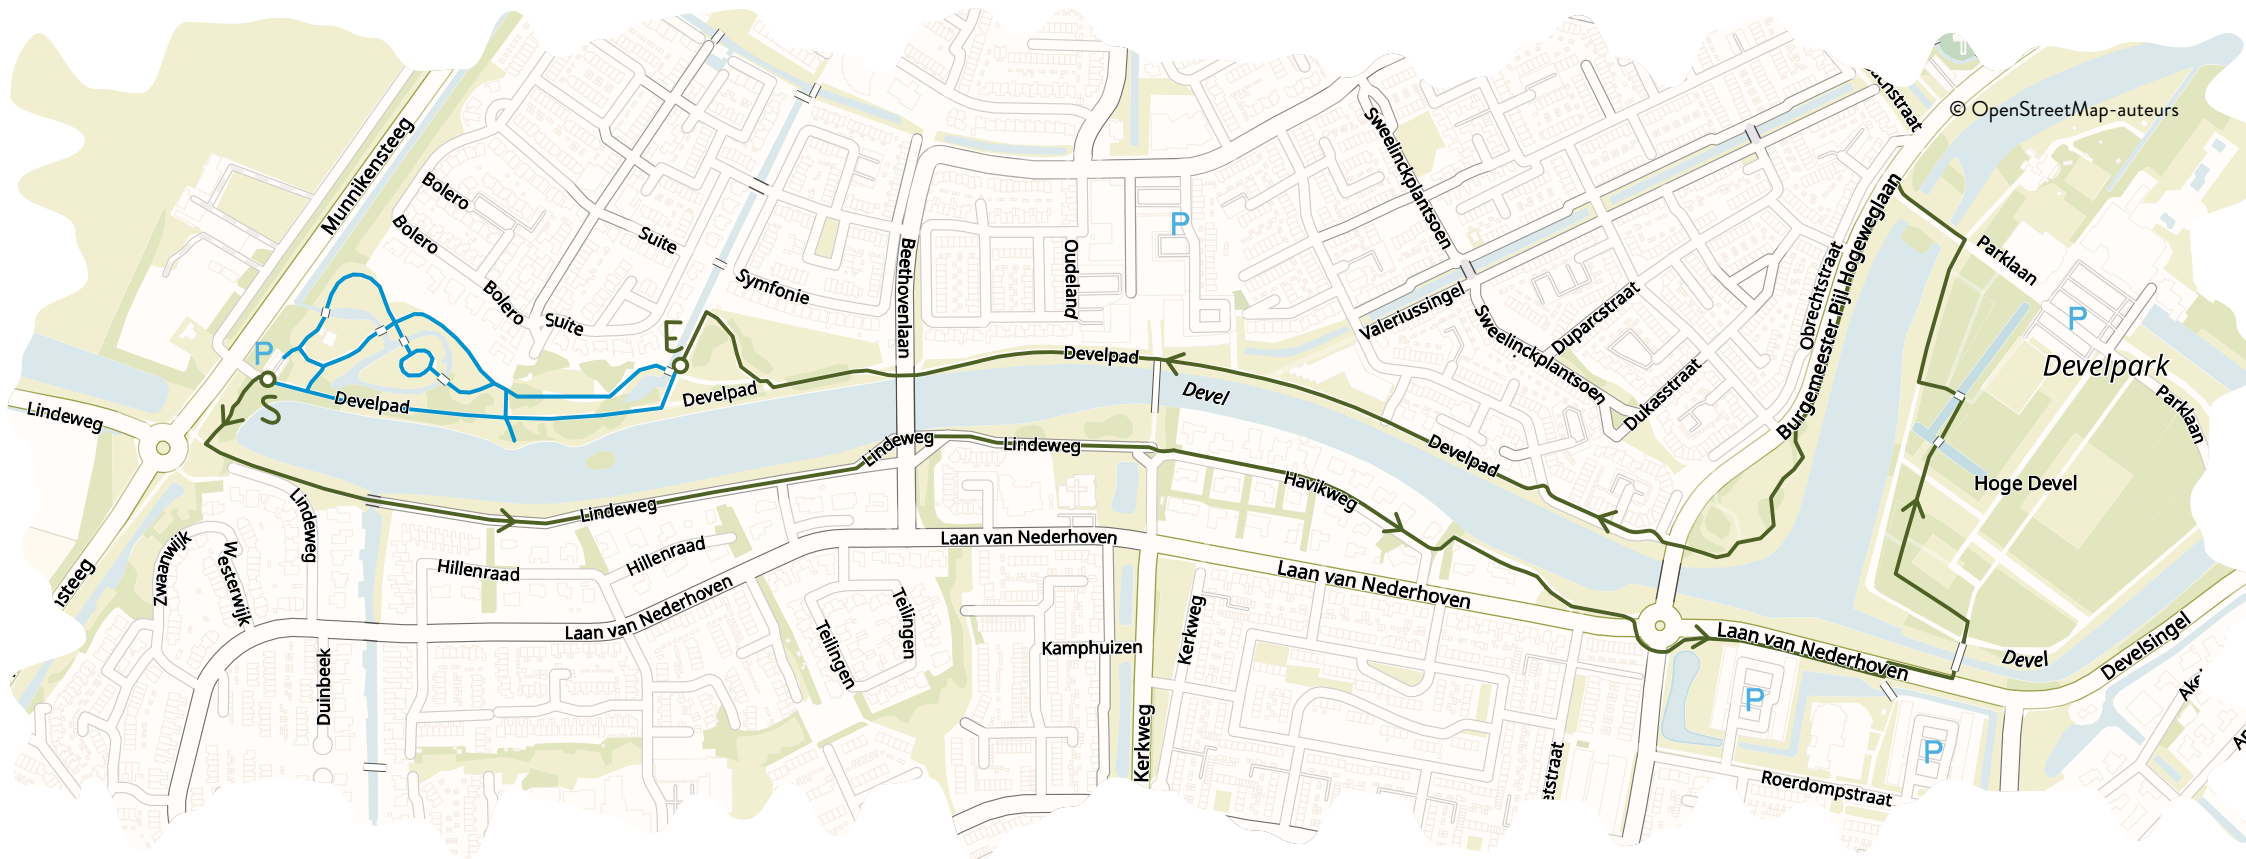 © OpenStreetMap-auteurs
Munnikensteeg
Bolero
Bolero
Bolero
Suite
Suite
Symfonie
Beethovenlaan
Oudeland
P
Sweelinckplantsoen
Valeriussingel
Sweelinckplantsoen
Duparcstraat
Dukasstraat
Obrechtstraat
Burgemeester Pijl Hogeweglaan
Parklaan
P
Develpark
Parklaan
Hoge Devel
P
S
E
Develpad
Develpad
Develpad
Devel
Develpad
Lindeweg
Lindeweg
Lindeweg
Lindeweg
Lindeweg
Havikweg
Zwaanwijk
Westerwijk
Hillenraad
Hillenraad
Laan van Nederhoven
Laan van Nederhoven
Laan van Nederhoven
Laan van Nederhoven
Devel
Develsingel
Duinbeek
Teilingen
Teilingen
Kamphuizen
Kerkweg
Kerkweg
P
P
Roerdompstraat